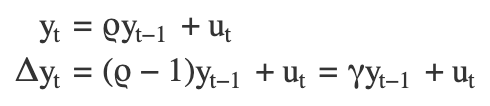 yₜ = ϱyₜ₋₁ + uₜ
Δyₜ = (ϱ − 1)yₜ₋₁ + uₜ = γyₜ₋₁ + uₜ